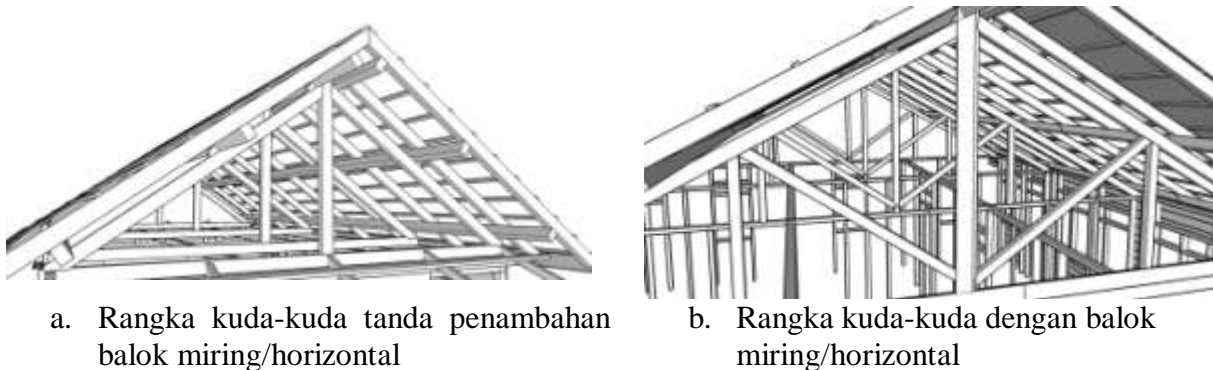 a. Rangka kuda-kuda tanda penambahan
balok miring/horizontal
b. Rangka kuda-kuda dengan balok
miring/horizontal